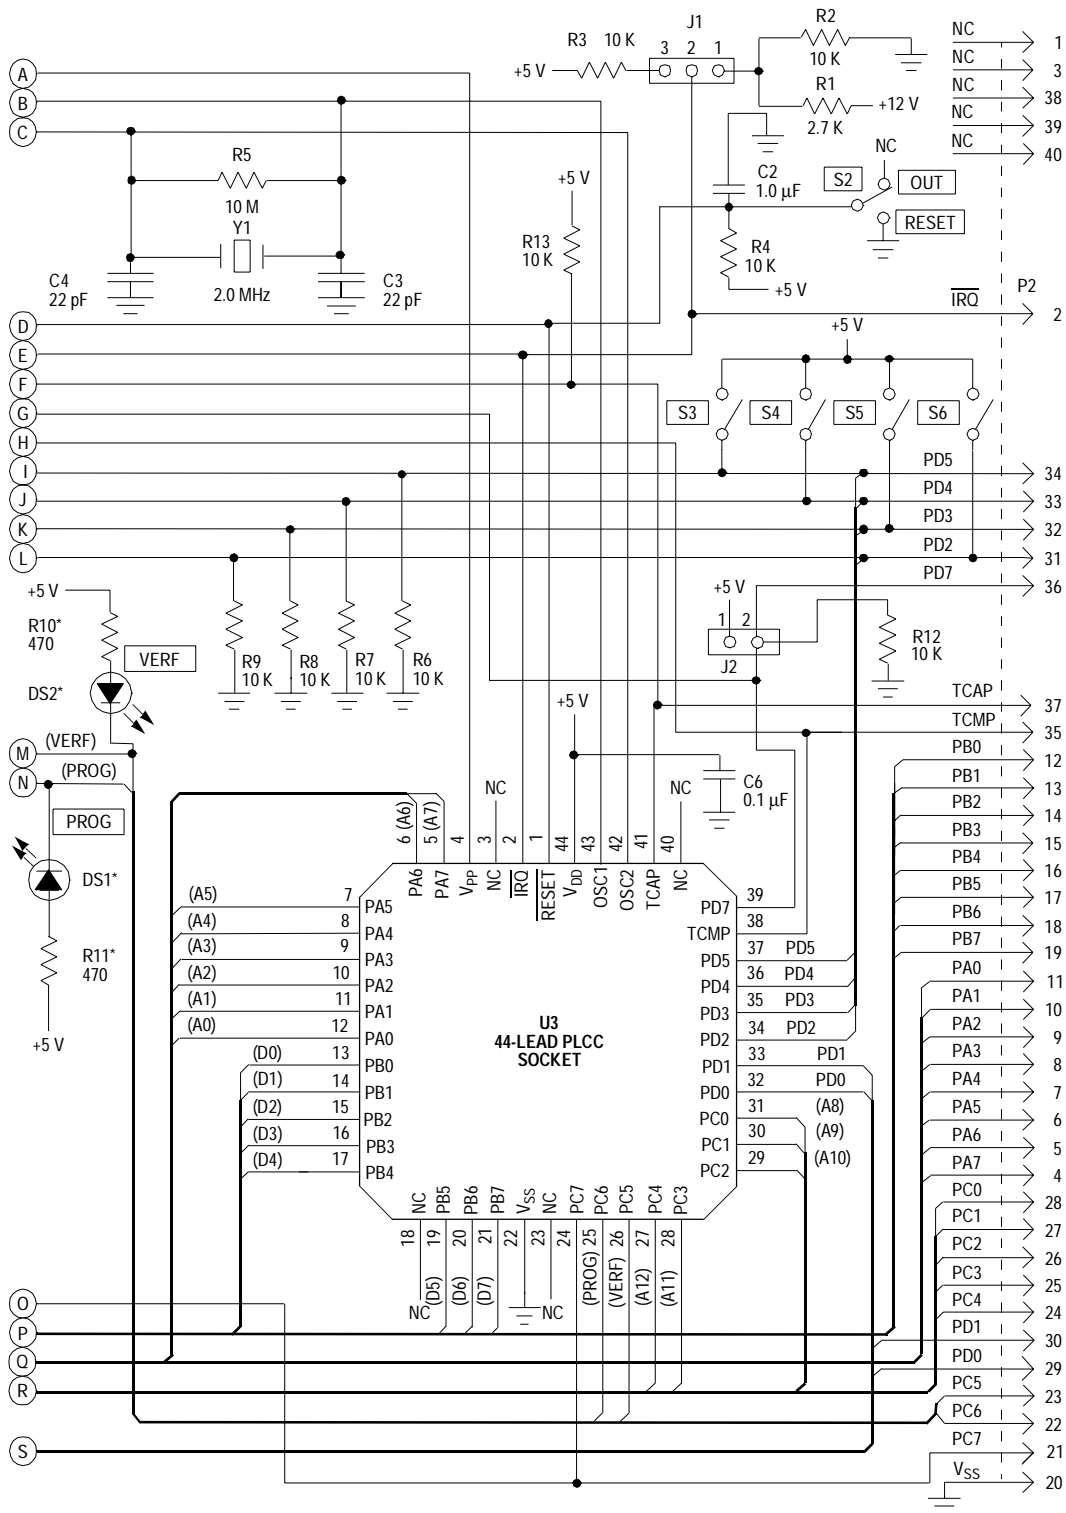 J1
R2
10 K
R3 10 K
3 2 1
+5 V
R1
2.7 K
+12 V
NC 1
NC 3
NC 38
NC 39
NC 40
A
B
C
R5
10 M
Y1
2.0 MHz
C4
22 pF
C3
22 pF
+5 V
R13
10 K
C2
1.0 µF
R4
10 K
+5 V
NC
S2
OUT
RESET
IRQ
P2
2
D
E
F
G
H
I
J
K
L
+5 V
S3
S4
S5
S6
PD5 34
PD4 33
PD3 32
PD2 31
PD7 36
+5 V
R10*
470
VERF
DS2*
R9
10 K
R8
10 K
R7
10 K
R6
10 K
+5 V
1 2
J2
R12
10 K
+5 V
C6
0.1 µF
M
(VERF)
N
(PROG)
PROG
DS1*
R11*
470
+5 V
TCAP 37
TCMP 35
PB0 12
PB1 13
PB2 14
PB3 15
PB4 16
PB5 17
PB6 18
PB7 19
PA0 11
PA1 10
PA2 9
PA3 8
PA4 7
PA5 6
PA6 5
PA7 4
PC0 28
PC1 27
PC2 26
PC3 25
PC4 24
PD1 30
PD0 29
PC5 23
PC6 22
PC7 21
VSS 20
6 (A6) PA6
5 (A7) PA7
4 VPP
NC 3 NC
2 IRQ
1 RESET
44 VDD
43 OSC1
42 OSC2
41 TCAP
NC 40 NC
(A5) 7 PA5
(A4) 8 PA4
(A3) 9 PA3
(A2) 10 PA2
(A1) 11 PA1
(A0) 12 PA0
(D0) 13 PB0
(D1) 14 PB1
(D2) 15 PB2
(D3) 16 PB3
(D4) 17 PB4
U3
44-LEAD PLCC
SOCKET
PD7 39
TCMP 38
PD5 37 PD5
PD4 36 PD4
PD3 35 PD3
PD2 34 PD2
PD1 33 PD1
PD0 32 PD0
PC0 31 (A8)
PC1 30 (A9)
PC2 29 (A10)
NC 18 NC
PB5 19 (D5)
PB6 20 (D6)
PB7 21 (D7)
VSS 22
NC 23 NC
PC7 24
PC6 25 (PROG)
PC5 26 (VERF)
PC4 27 (A12)
PC3 28 (A11)
O
P
Q
R
S